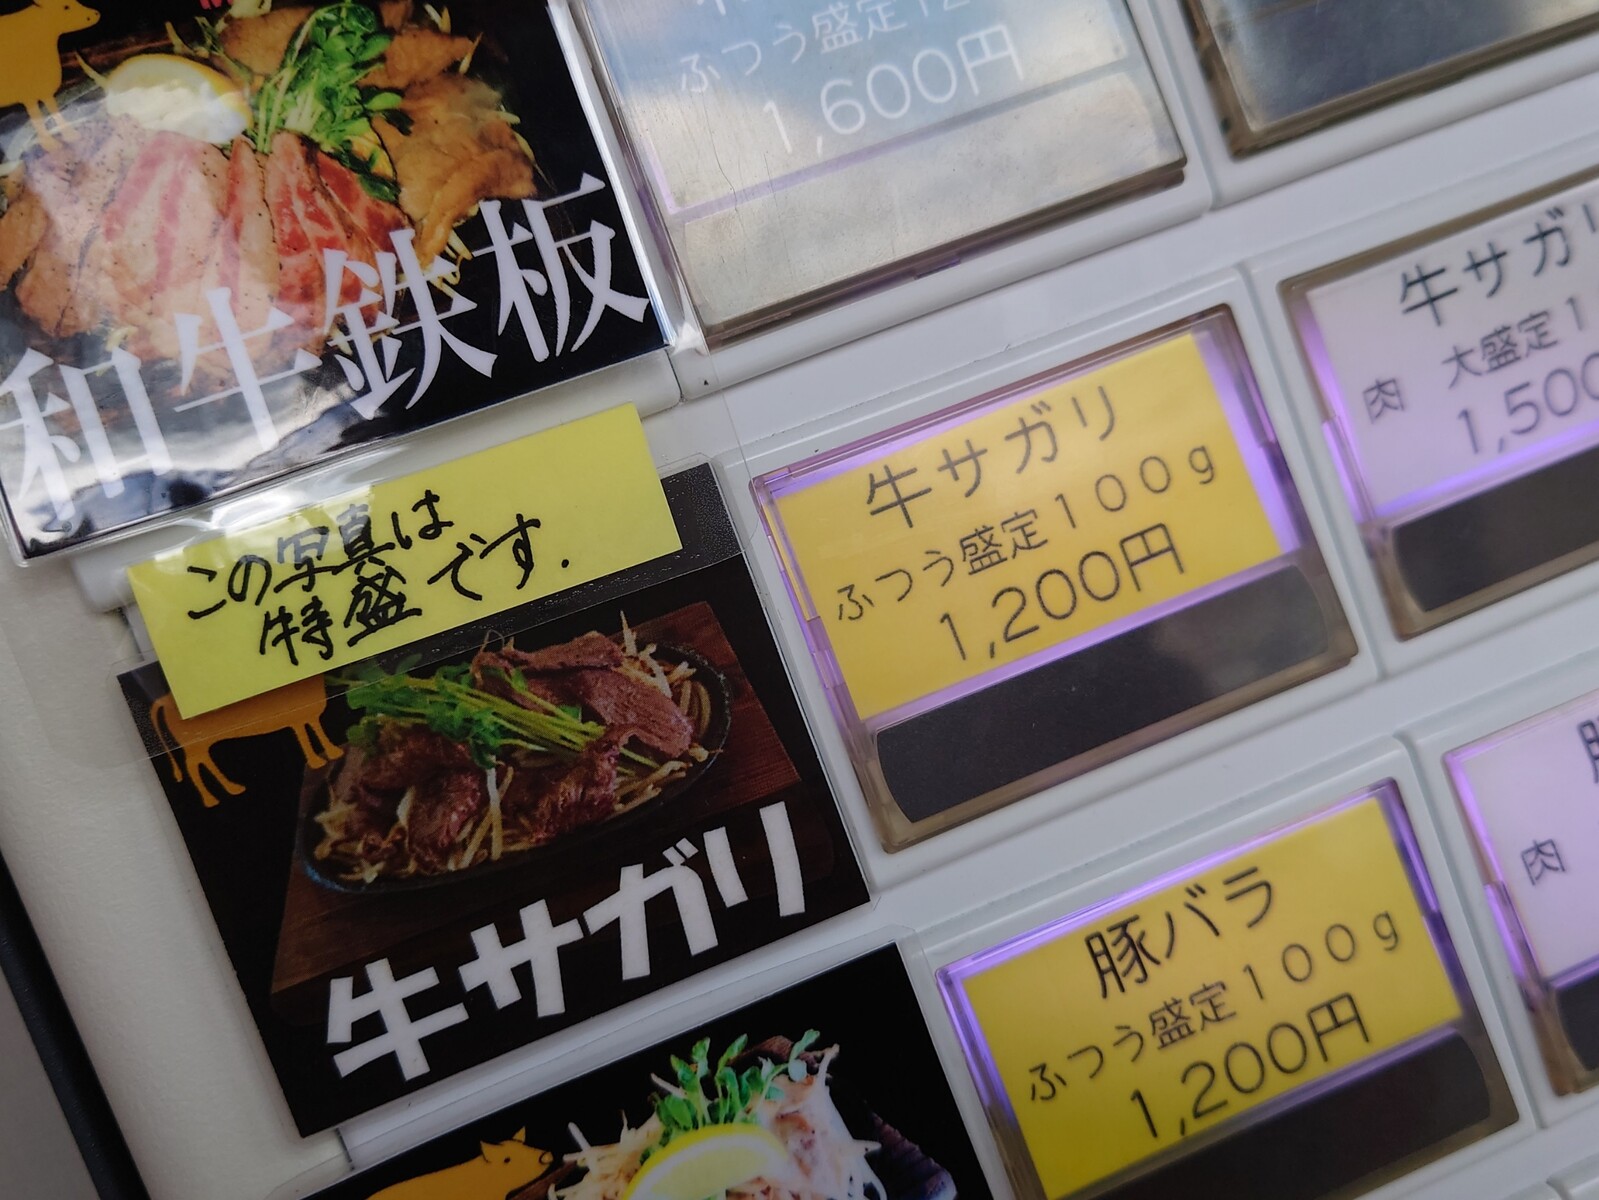 和牛鉄板
ふつう盛定12
1,600円
この写真は
特盛です.
牛サガリ
牛サガリ
ふつう盛定100g
1,200円
牛サガリ
肉 大盛定1
1,500
豚バラ
ふつう盛定100g
1,200円
肉